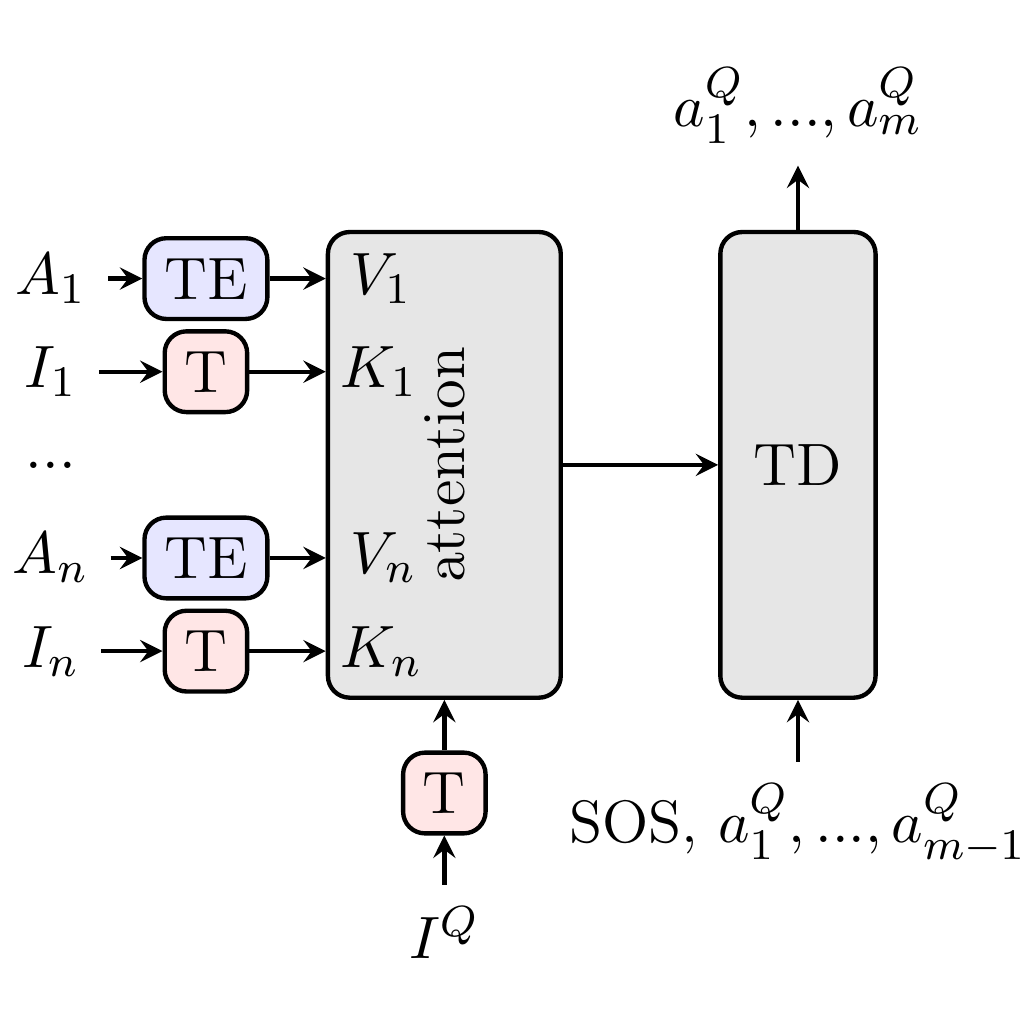 $a_1^Q, ..., a_m^Q$
$A_1$ TE $V_1$
$I_1$ T $K_1$
...
attention
TD
$A_n$ TE $V_n$
$I_n$ T $K_n$
T
SOS, $a_1^Q, ..., a_{m-1}^Q$
$I^Q$